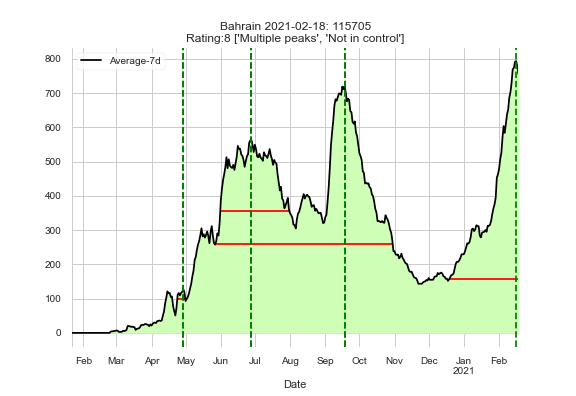 Bahrain 2021-02-18: 115705
Rating:8 ['Multiple peaks', 'Not in control']
Average-7d
800
700
600
500
400
300
200
100
0
Feb Mar Apr May Jun Jul Aug Sep Oct Nov Dec Jan Feb
2021
Date